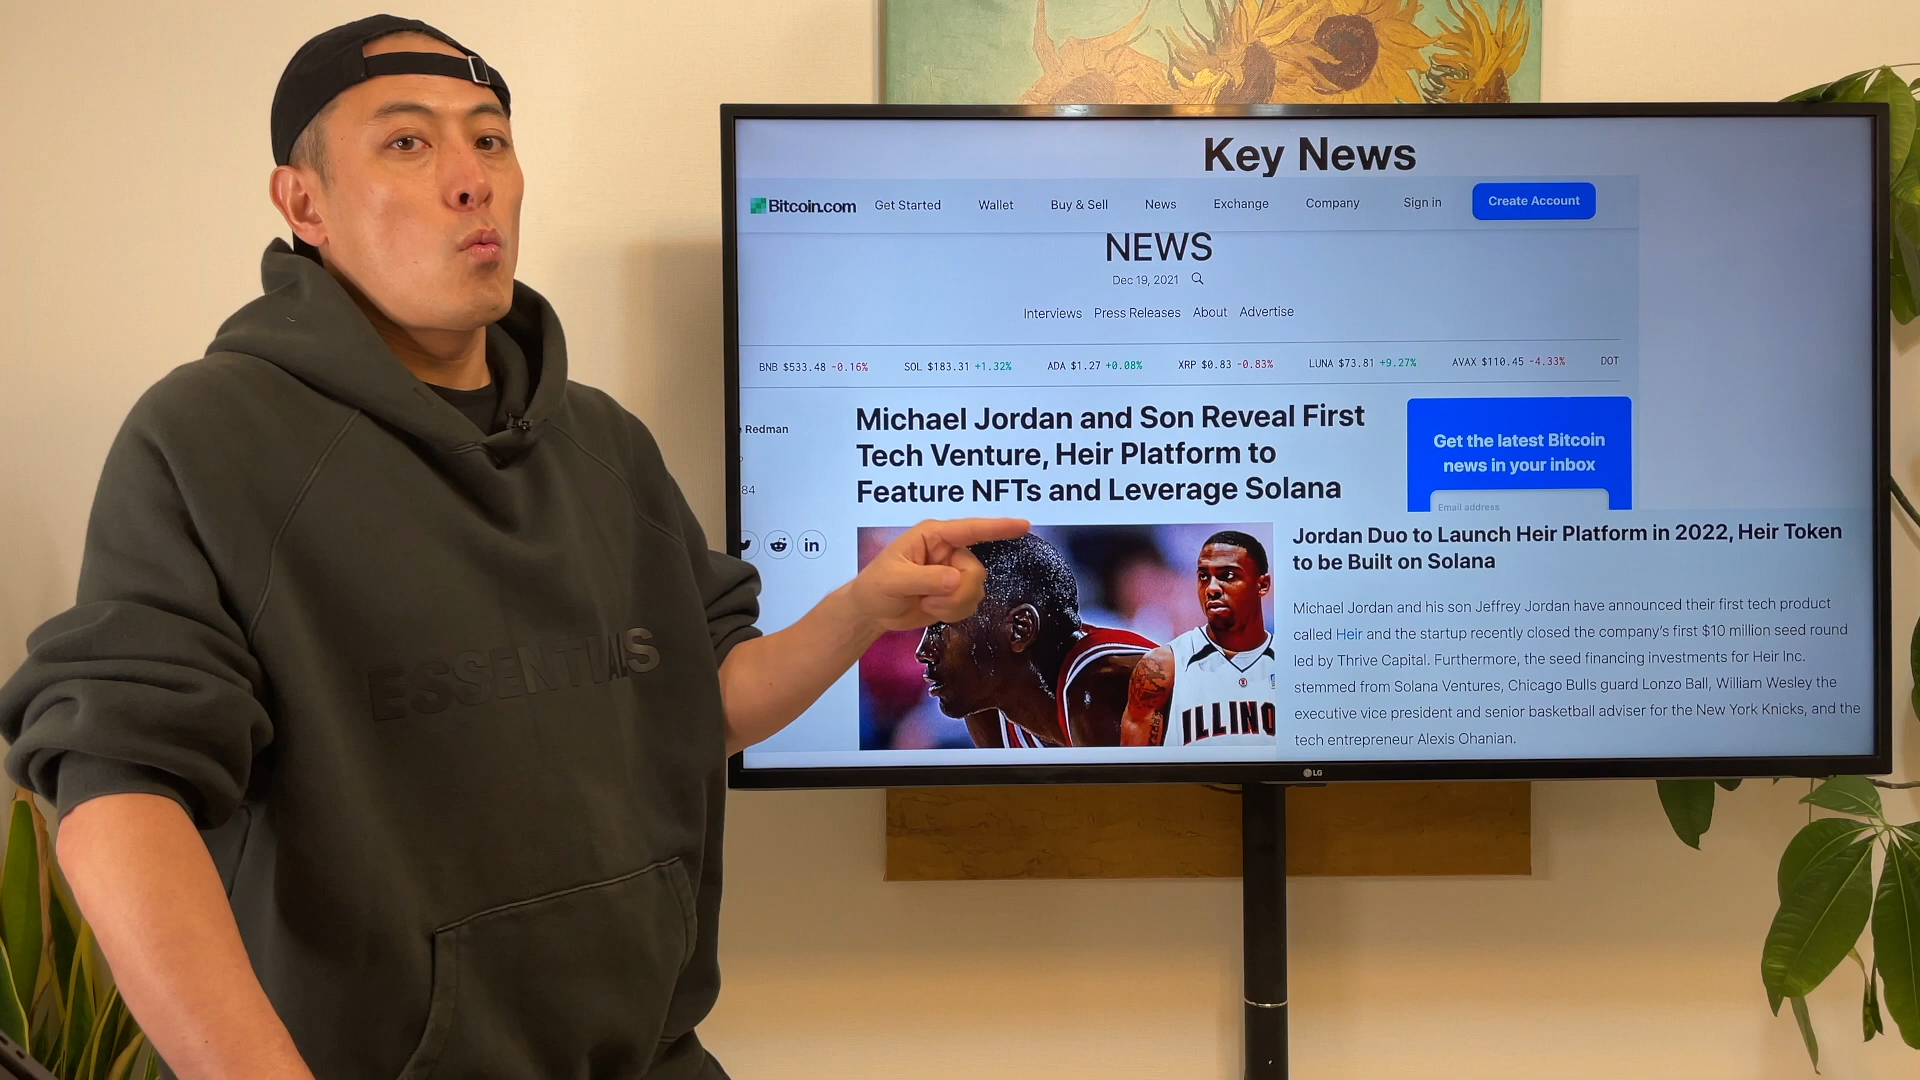 Key News
Bitcoin.com Get Started Wallet Buy & Sell News Exchange Company Sign in Create Account
NEWS
Dec 19, 2021
Interviews Press Releases About Advertise
BNB $533.48 -0.16% SOL $183.31 +1.32% ADA $1.27 +0.08% XRP $0.83 -0.83% LUNA $73.81 +9.27% AVAX $110.45 -4.33% DOT
Redman
84
in
Michael Jordan and Son Reveal First
Tech Venture, Heir Platform to
Feature NFTs and Leverage Solana
Get the latest Bitcoin
news in your inbox
Email address
Jordan Duo to Launch Heir Platform in 2022, Heir Token
to be Built on Solana
Michael Jordan and his son Jeffrey Jordan have announced their first tech product
called Heir and the startup recently closed the company's first $10 million seed round
led by Thrive Capital. Furthermore, the seed financing investments for Heir Inc.
stemmed from Solana Ventures, Chicago Bulls guard Lonzo Ball, William Wesley the
executive vice president and senior basketball adviser for the New York Knicks, and the
tech entrepreneur Alexis Ohanian.
ILLINO
LG
ESSENTIALS